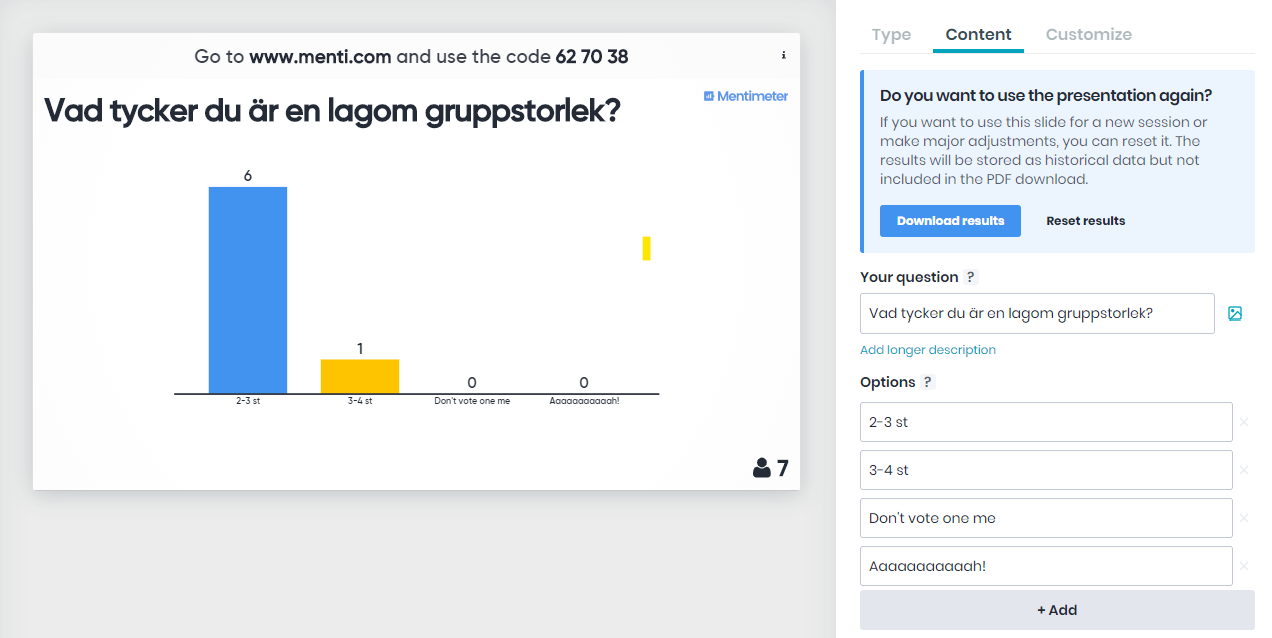 Go to www.menti.com and use the code 62 70 38
i
Mentimeter
Vad tycker du är en lagom gruppstorlek?
6
1
0
0
2-3 st
3-4 st
Don't vote one me
Aaaaaaaaaaah!
7
Type
Content
Customize
Do you want to use the presentation again?
If you want to use this slide for a new session or
make major adjustments, you can reset it. The
results will be stored as historical data but not
included in the PDF download.
Download results
Reset results
Your question ?
Vad tycker du är en lagom gruppstorlek?
Add longer description
Options ?
2-3 st
3-4 st
Don't vote one me
Aaaaaaaaaaah!
+ Add